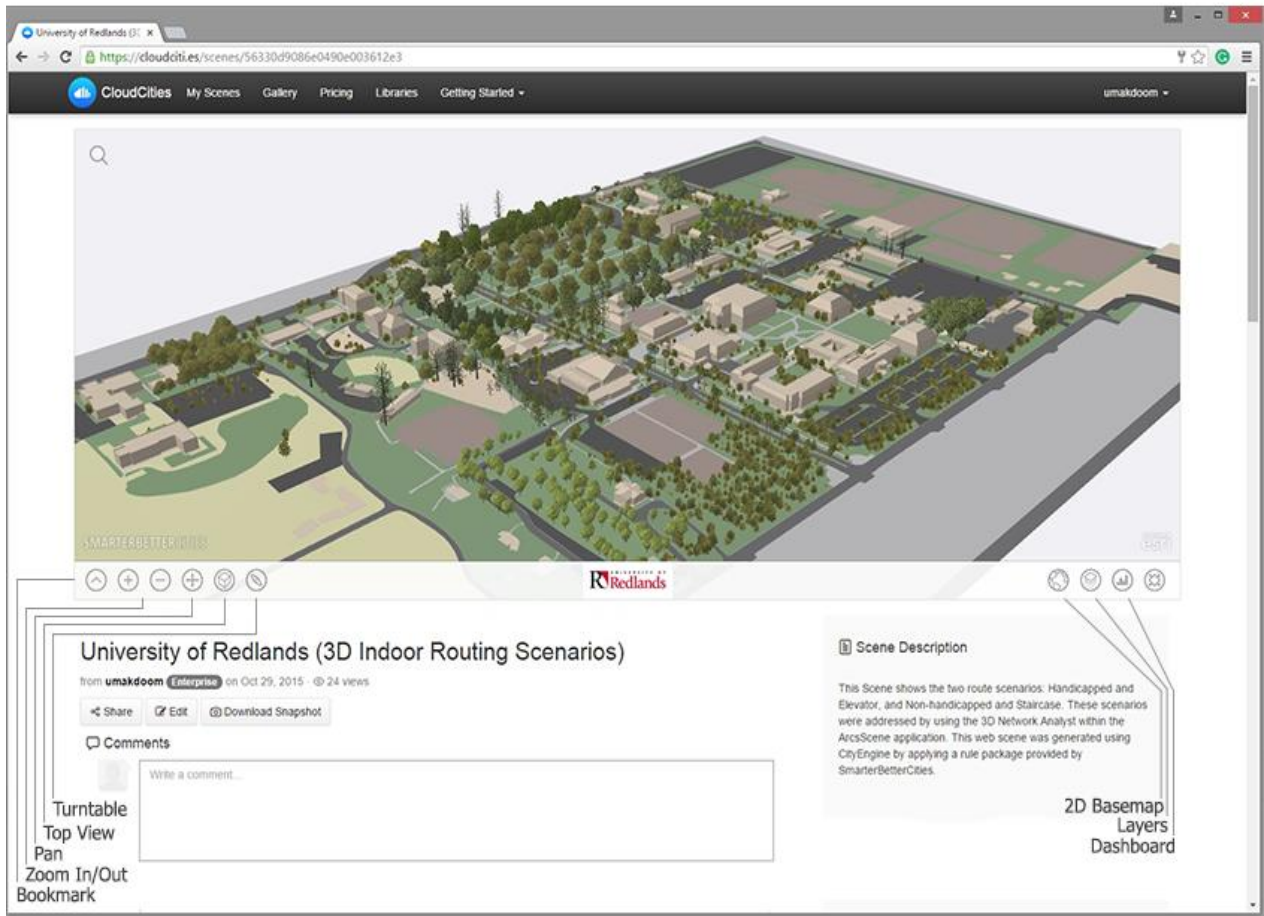 University of Redlands (3D
https://cloudciti.es/scenes/56330d9086e0490e003612e3
CloudCities My Scenes Gallery Pricing Libraries Getting Started umakdoom
SMARTERBETTERCITIES
esri
UNIVERSITY OF
Redlands
University of Redlands (3D Indoor Routing Scenarios)
from umakdoom Enterprise on Oct 29, 2015 · 24 views
Share Edit Download Snapshot
Comments
Write a comment...
Scene Description
This Scene shows the two route scenarios: Handicapped and
Elevator, and Non-handicapped and Staircase. These scenarios
were addressed by using the 3D Network Analyst within the
ArcsScene application. This web scene was generated using
CityEngine by applying a rule package provided by
SmarterBetterCities.
Turntable
Top View
Pan
Zoom In/Out
Bookmark
2D Basemap
Layers
Dashboard